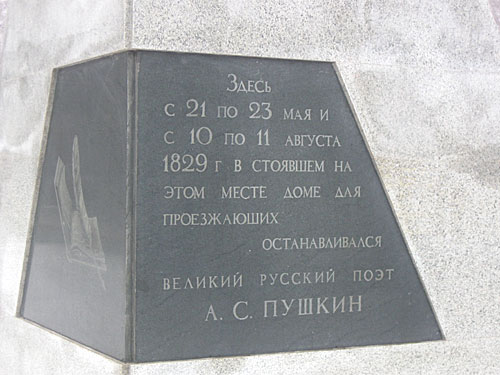 Здесь
с 21 по 23 мая и
с 10 по 11 августа
1829 г в стоявшем на
этом месте доме для
проезжающих
останавливался
великий русский поэт
А. С. Пушкин